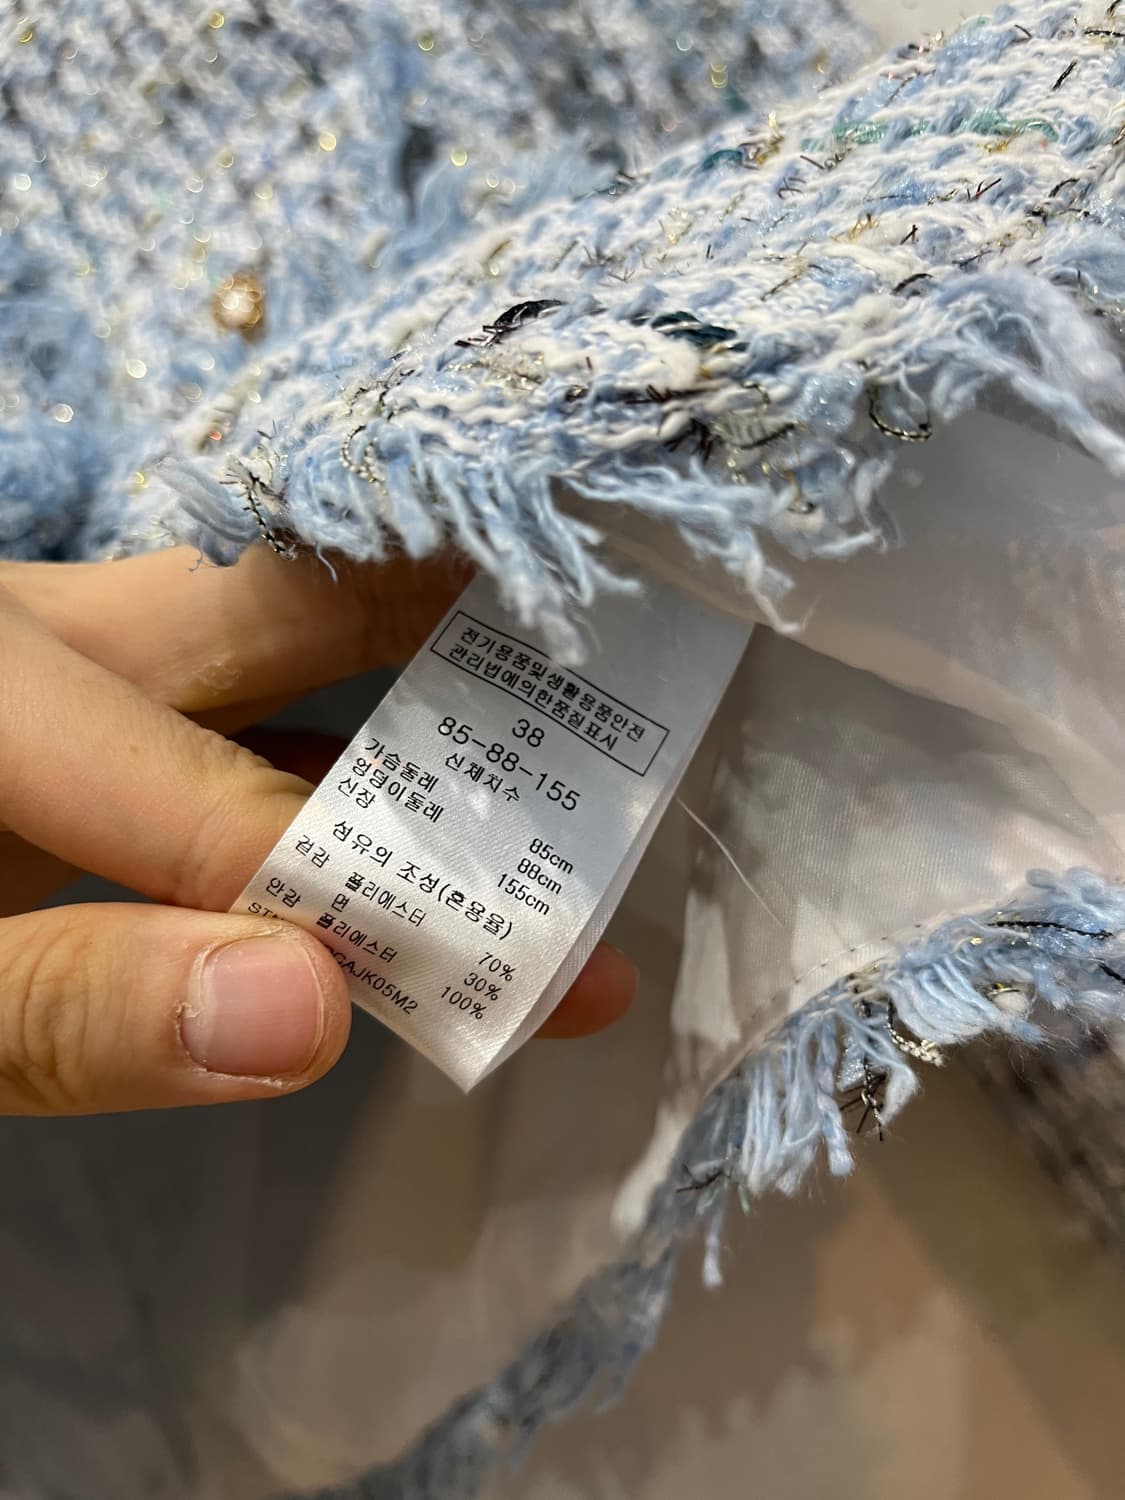 전기용품및생활용품안전
관리법에의한품질표시
38
85-88-155
신체치수
가슴둘레 85cm
엉덩이둘레 88cm
신장 155cm
섬유의 조성(혼용율)
겉감 폴리에스터 70%
면 30%
안감 폴리에스터 100%